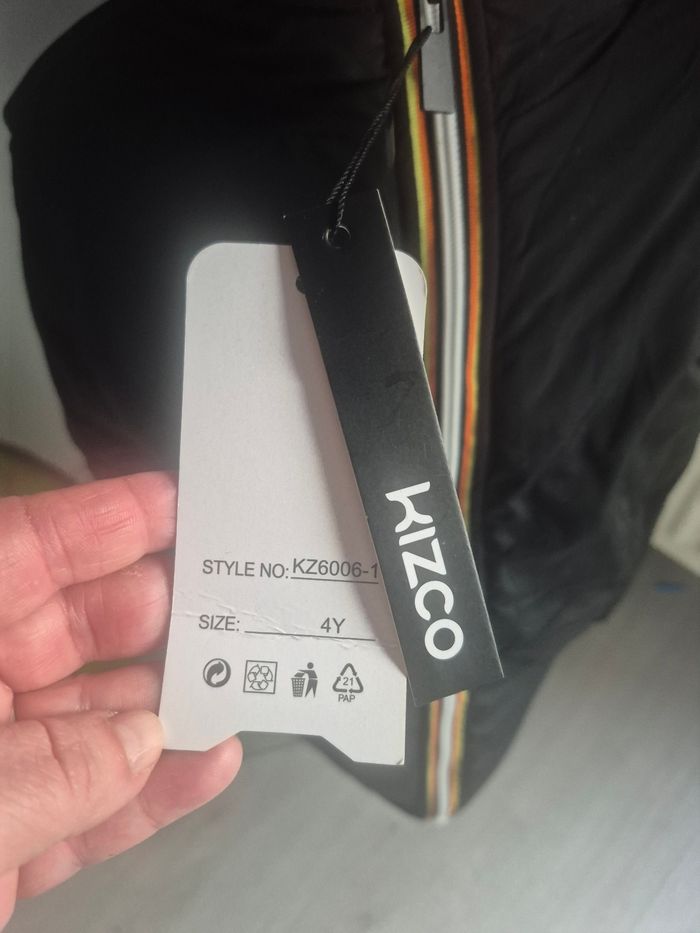 STYLE NO: KZ6006-1
SIZE: 4Y
21
PAP
KIZCO